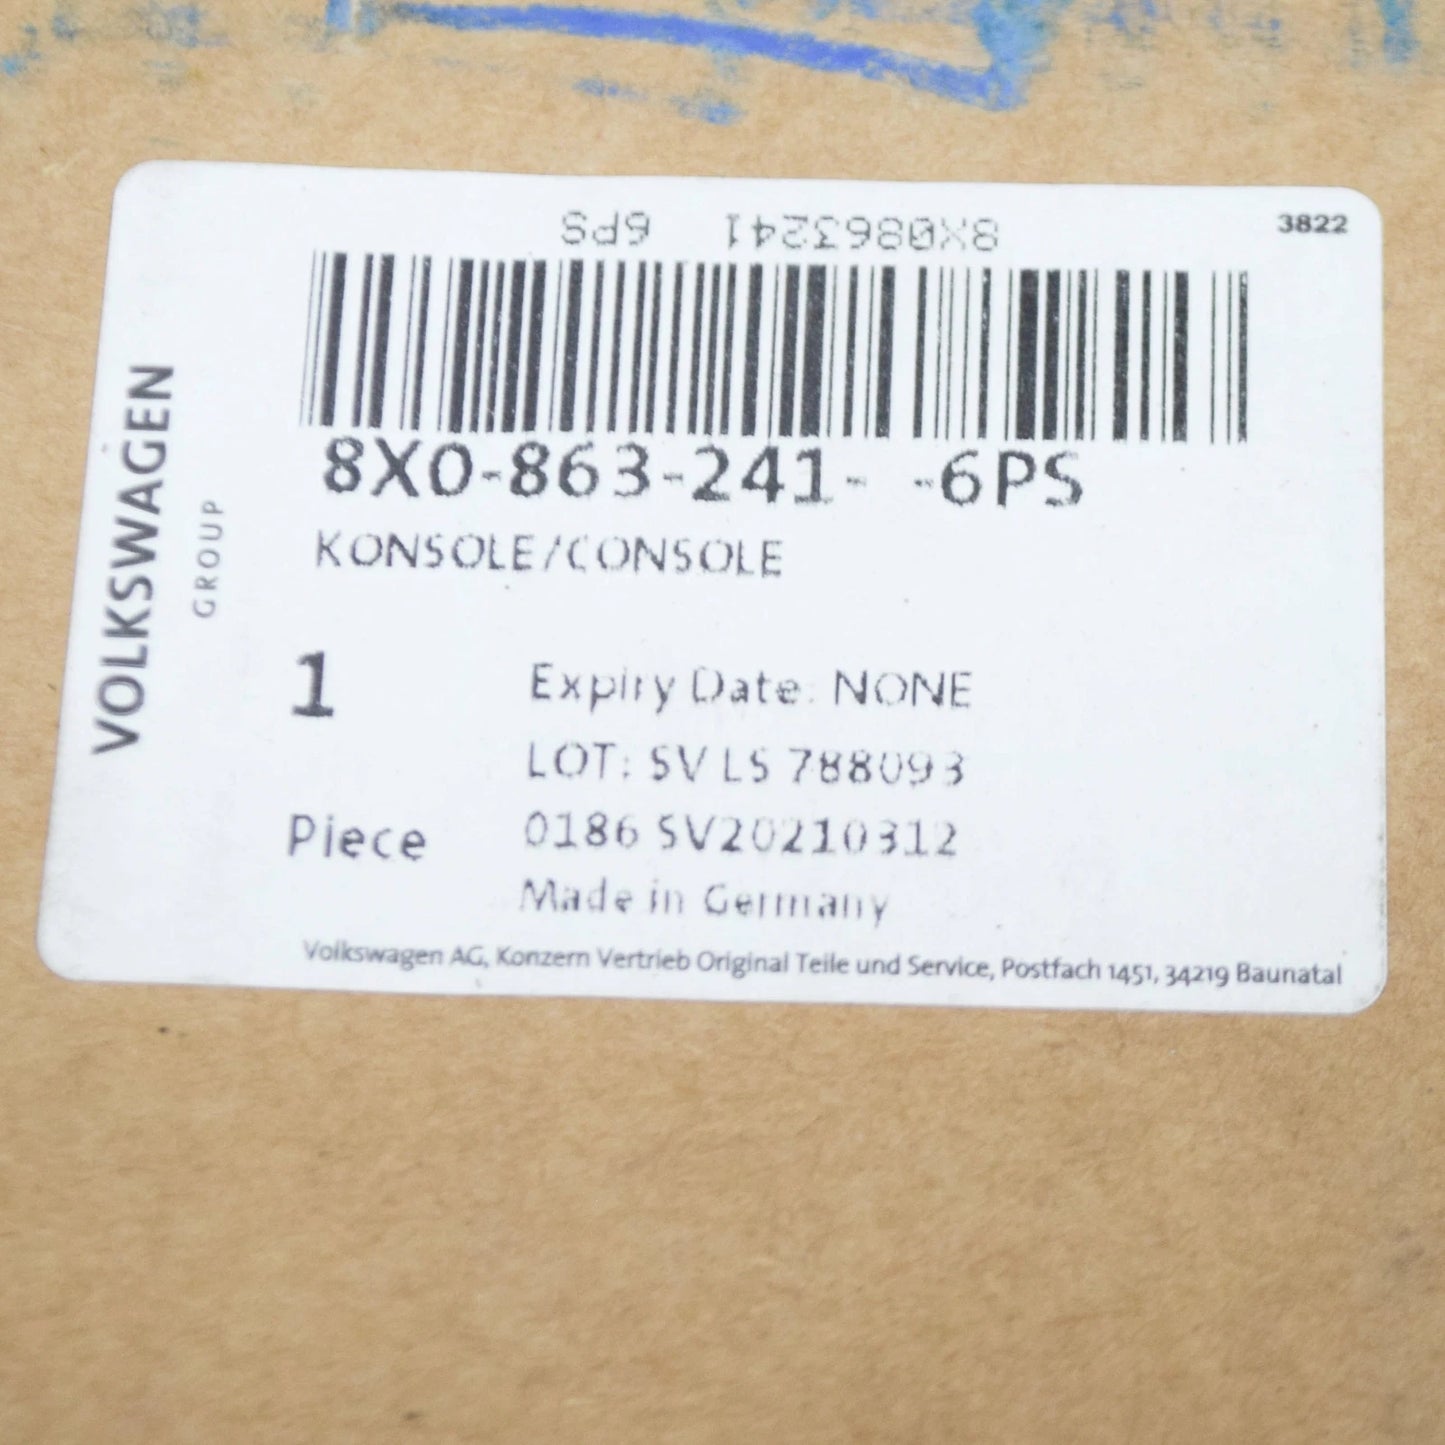 8X0863241 6PS
3822
8X0-863-241- -6PS
KONSOLE/CONSOLE
VOLKSWAGEN
GROUP
1
Expiry Date: NONE
LOT: SV LS 788093
Piece
0186 SV20210312
Made in Germany
Volkswagen AG, Konzern Vertrieb Original Teile und Service, Postfach 1451, 34219 Baunatal